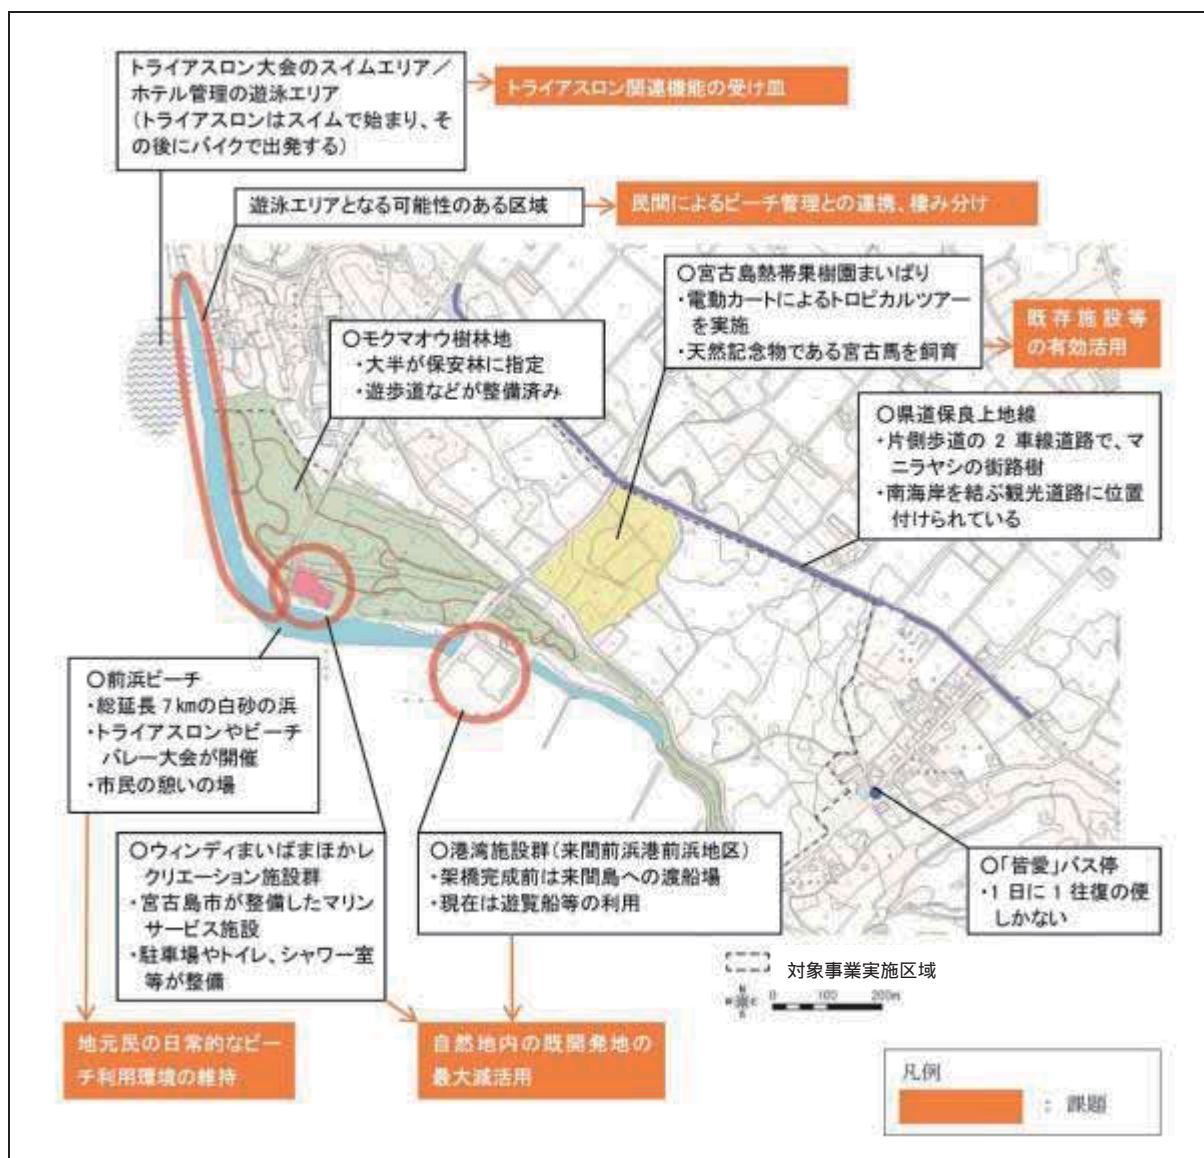 トライアスロン大会のスイムエリア／
ホテル管理の遊泳エリア
（トライアスロンはスイムで始まり、そ
の後にバイクで出発する）
トライアスロン関連機能の受け皿
遊泳エリアとなる可能性のある区域
民間によるビーチ管理との連携、棲み分け
○宮古島熱帯果樹園まいぱり
・電動カートによるトロピカルツアー
を実施
・天然記念物である宮古馬を飼育
既存施設等
の有効活用
○モクマオウ樹林地
・大半が保安林に指定
・遊歩道などが整備済み
○県道保良上地線
・片側歩道の 2 車線道路で、マ
ニラヤシの街路樹
・南海岸を結ぶ観光道路に位置
付けられている
○前浜ビーチ
・総延長7kmの白砂の浜
・トライアスロンやビーチ
バレー大会が開催
・市民の憩いの場
○ウィンディまいばまほかレ
クリエーション施設群
・宮古島市が整備したマリン
サービス施設
・駐車場やトイレ、シャワー室
等が整備
○港湾施設群（来間前浜港前浜地区）
・架橋完成前は来間島への渡船場
・現在は遊覧船等の利用
○「皆愛」バス停
・1日に1往復の便
しかない
対象事業実施区域
N
W E
S
0 100 200m
地元民の日常的なビー
チ利用環境の維持
自然地内の既開発地の
最大減活用
凡例
：課題